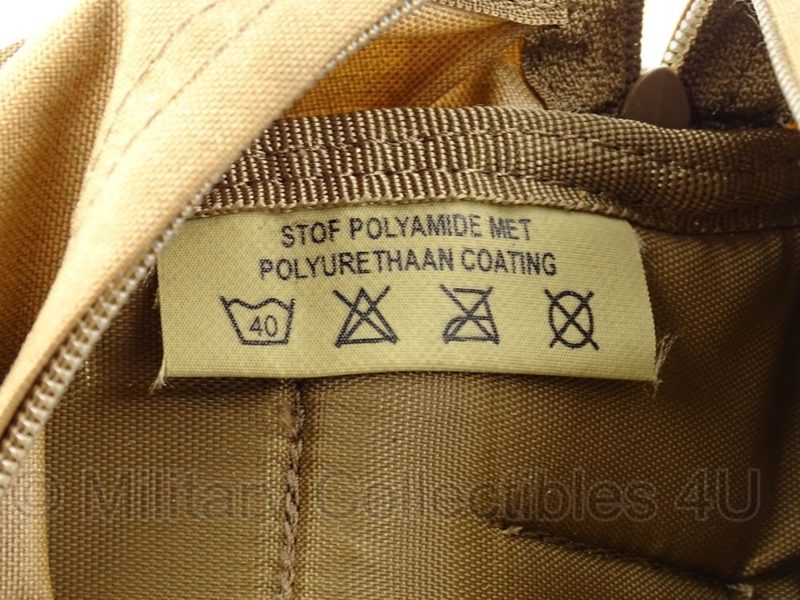 STOF POLYAMIDE MET
POLYURETHAAN COATING
40
© Military Collectibles 4U